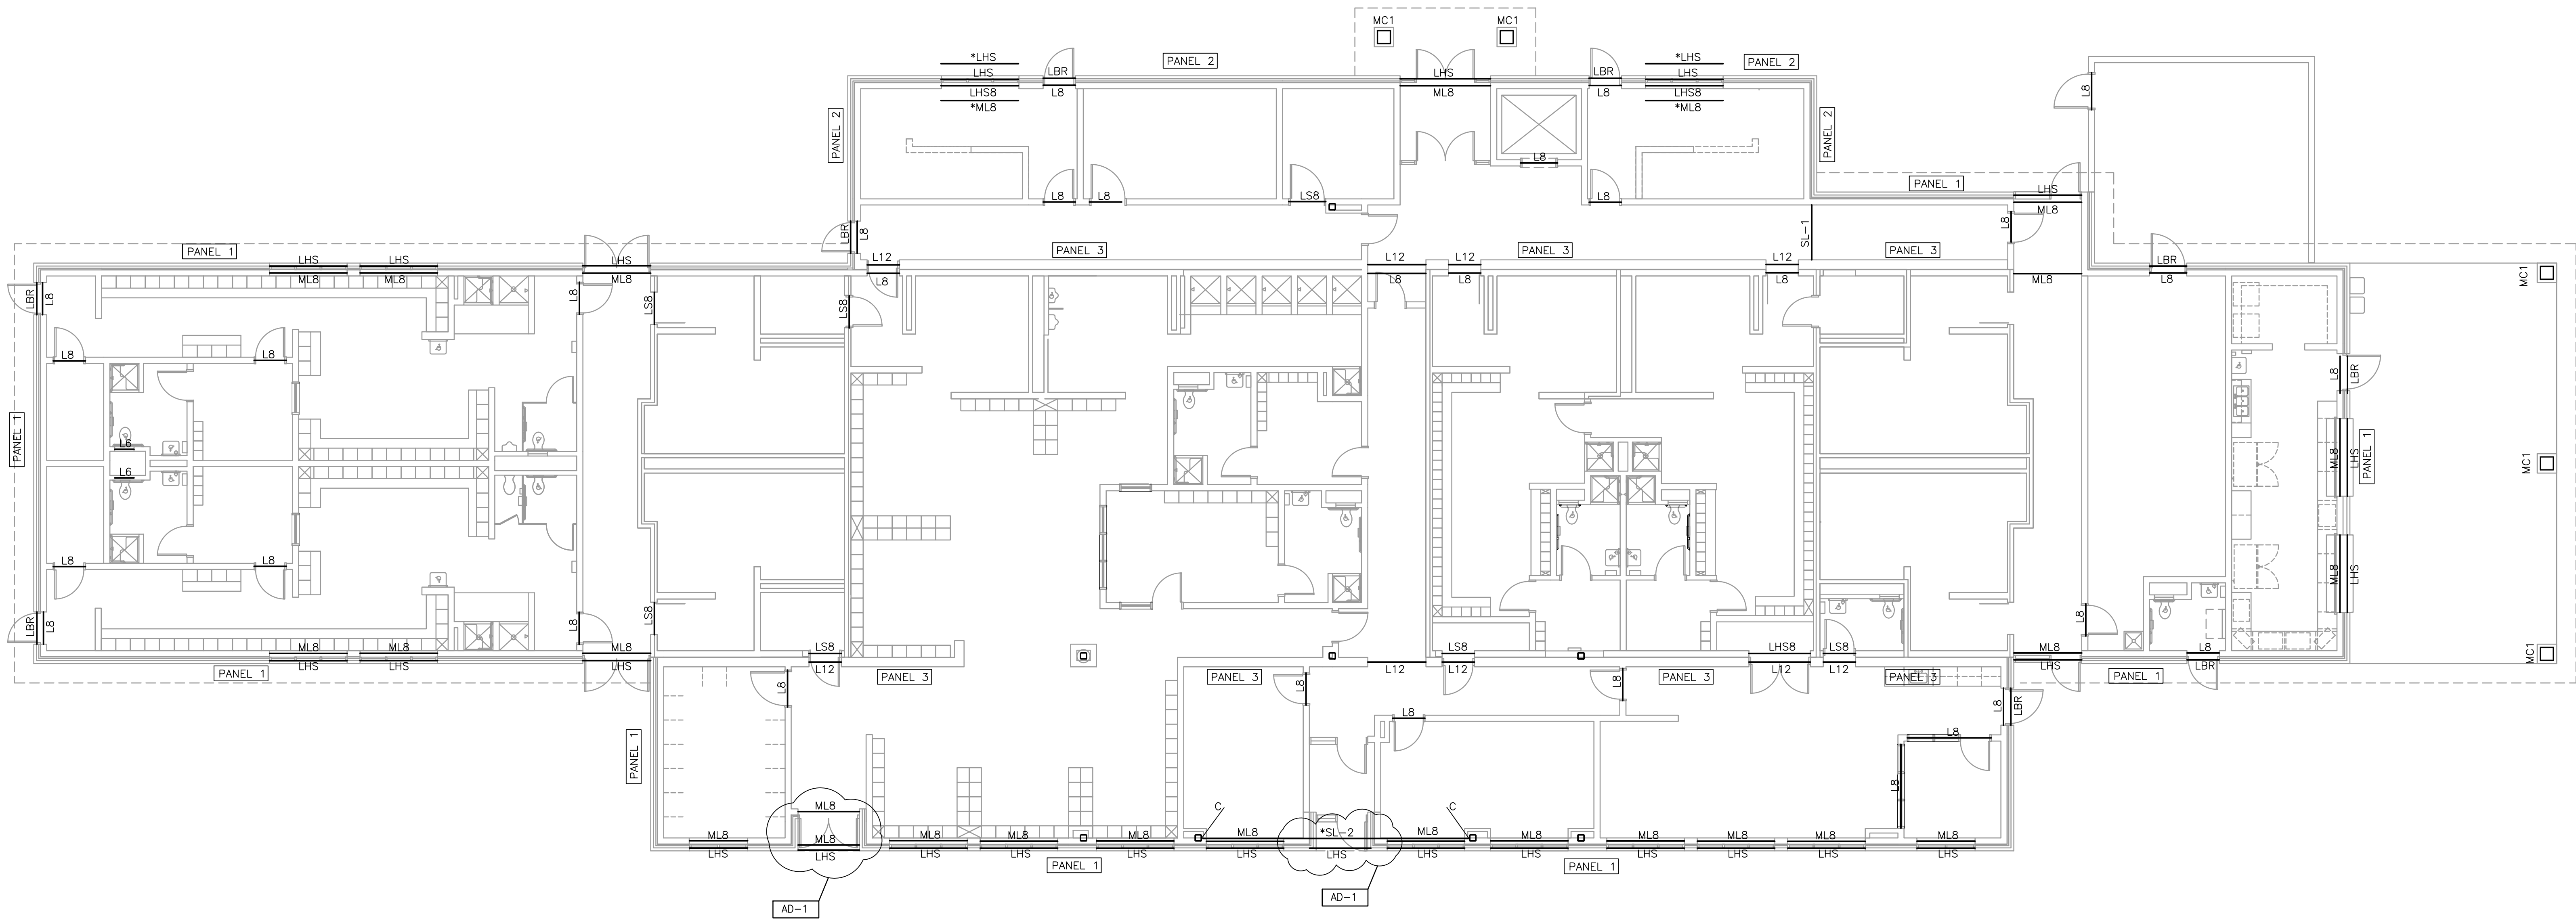 MC1 MC1
*LHS LBR PANEL 2 LHS LBR *LHS PANEL 2
LHS LHS
LHS8 L8 ML8 L8 LHS8
*ML8 *ML8
L8
PANEL 2 PANEL 2
L8
L8 L8 LS8 L8 PANEL 1 LHS
ML8
LBR L8 SL-1 L8
PANEL 1 PANEL 3 PANEL 3 PANEL 3
LHS LHS LHS L12 L12 L12 L12 LBR
ML8 ML8 ML8 L8 L8 L8 L8 ML8 L8 MC1
LBR L8 L8 LS8 LS8
L8 L8 L8 LBR
PANEL 1 L6 ML8 LHS PANEL 1 MC1
L6
L8 L8 ML8 LHS
LBR L8 L8 LS8 L8
ML8 ML8 ML8 LS8 LS8 LHS8 LS8 ML8 L8 MC1
LHS LHS LHS L12 L12 L12 L12 L12 LHS LBR
PANEL 1 PANEL 3 PANEL 3 PANEL 3 PANEL 3 PANEL 1
L8 L8 L8 L8 LBR
L8
PANEL 1 L8
L8
ML8 C C
ML8 ML8 ML8 ML8 ML8 ML8 *SL-2 ML8 ML8 ML8 ML8 ML8 ML8
LHS LHS LHS LHS LHS LHS LHS LHS LHS LHS LHS LHS LHS
PANEL 1 PANEL 1
AD-1 AD-1